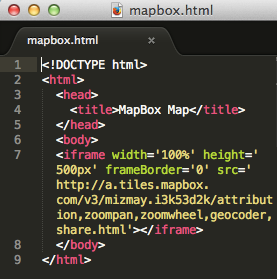 mapbox.html
mapbox.html ×
1 <!DOCTYPE html>
2 <html>
3 <head>
4 <title>MapBox Map</title>
5 </head>
6 <body>
7 <iframe width='100%' height='
500px' frameBorder='0' src='
http://a.tiles.mapbox.
com/v3/mizmay.i3k53d2k/attribut
ion,zoompan,zoomwheel,geocoder,
share.html'></iframe>
8 </body>
9 </html>